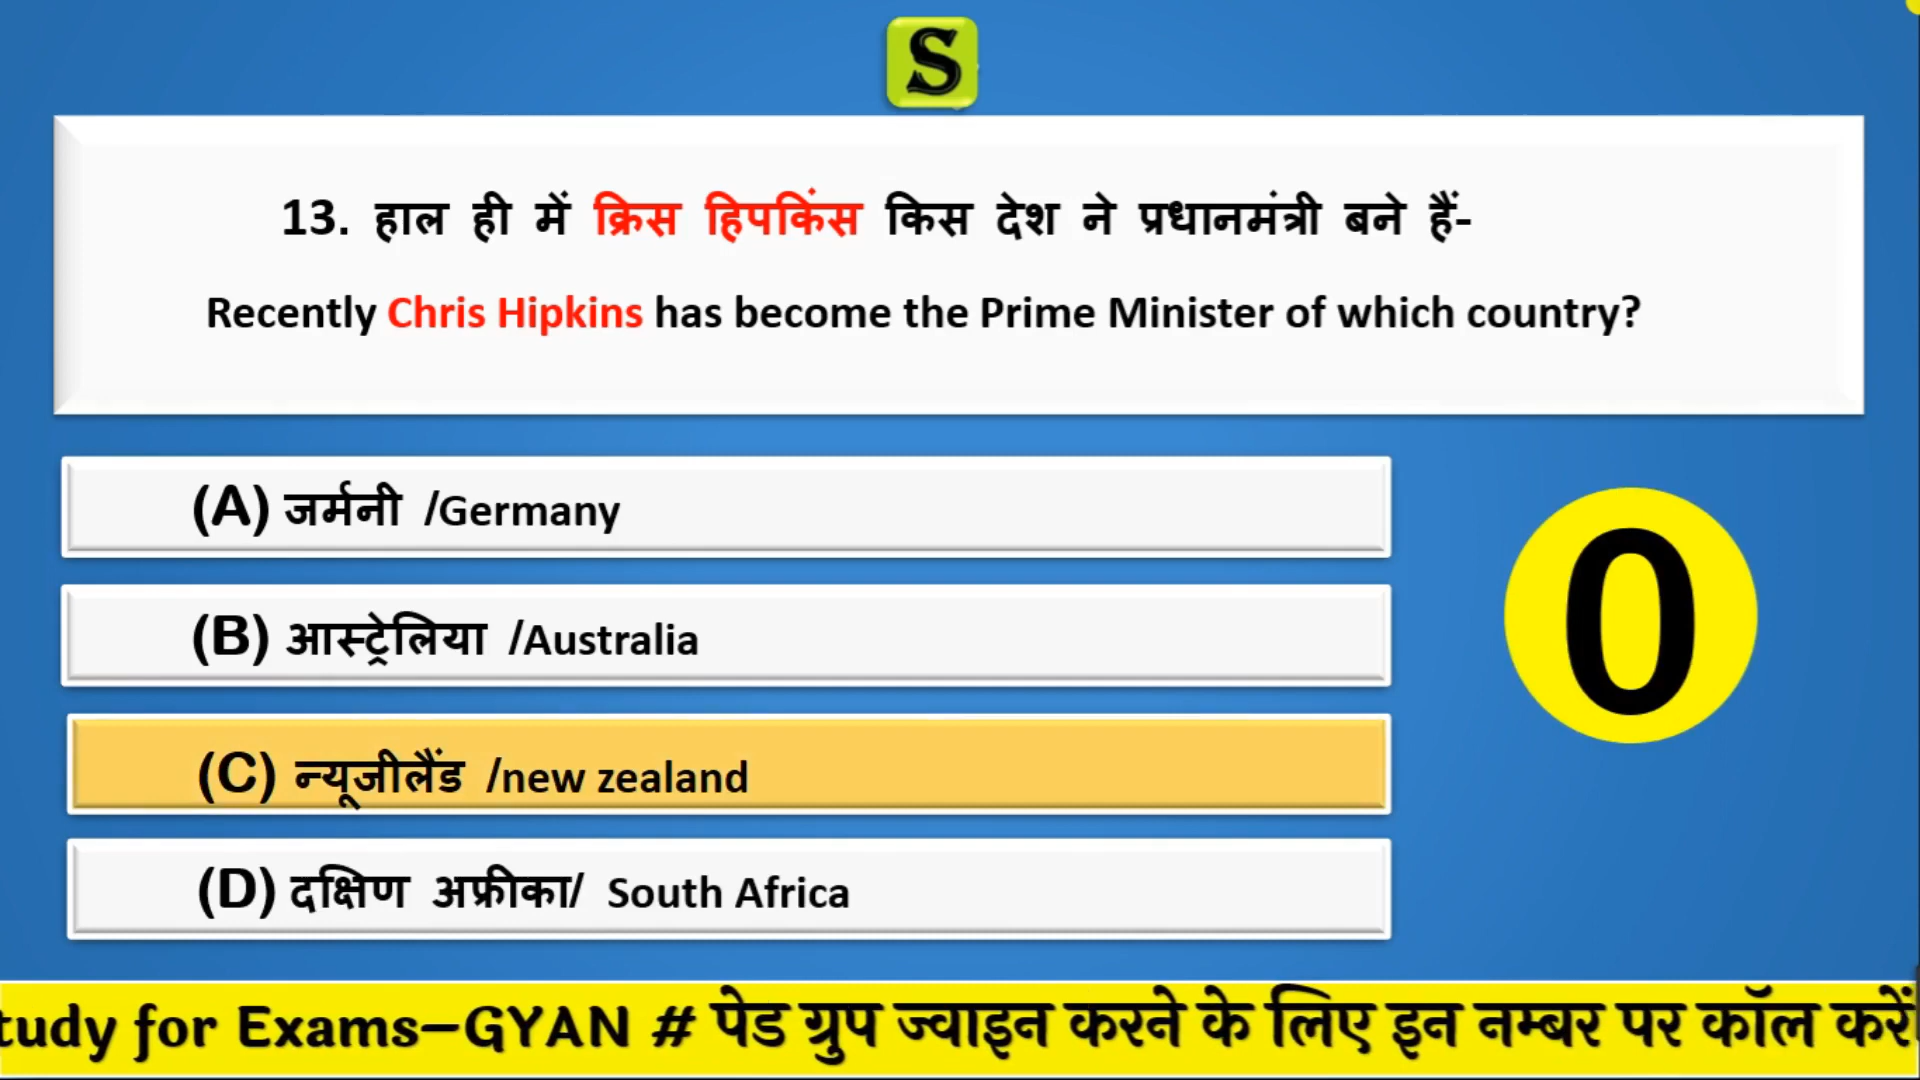 S
13. हाल ही में क्रिस हिपकिंस किस देश ने प्रधानमंत्री बने हैं-
Recently Chris Hipkins has become the Prime Minister of which country?
(A) जर्मनी /Germany
(B) आस्ट्रेलिया /Australia
0
(C) न्यूजीलैंड /new zealand
(D) दक्षिण अफ्रीका/ South Africa
tudy for Exams–GYAN # पेड ग्रुप ज्वाइन करने के लिए इन नम्बर पर कॉल करें